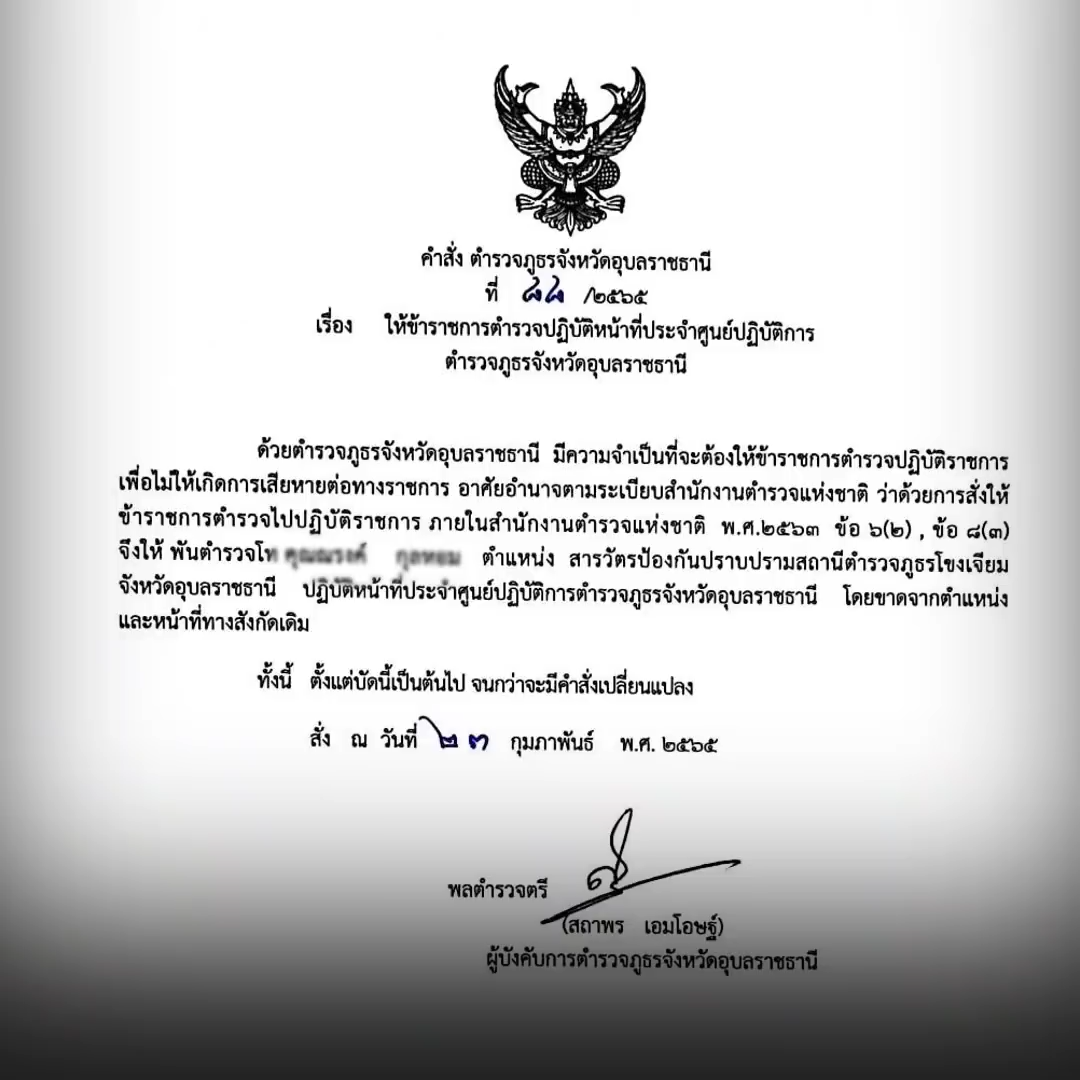 คำสั่ง ตำรวจภูธรจังหวัดอุบลราชธานี
ที่ ๘๘ /๒๕๖๕
เรื่อง ให้ข้าราชการตำรวจปฏิบัติหน้าที่ประจำศูนย์ปฏิบัติการ
ตำรวจภูธรจังหวัดอุบลราชธานี
ด้วยตำรวจภูธรจังหวัดอุบลราชธานี มีความจำเป็นที่จะต้องให้ข้าราชการตำรวจปฏิบัติราชการ
เพื่อไม่ให้เกิดการเสียหายต่อทางราชการ อาศัยอำนาจตามระเบียบสำนักงานตำรวจแห่งชาติ ว่าด้วยการสั่งให้
ข้าราชการตำรวจไปปฏิบัติราชการ ภายในสำนักงานตำรวจแห่งชาติ พ.ศ.๒๕๖๓ ข้อ ๖(๒) , ข้อ ๘(๓)
จึงให้ พันตำรวจโท ตำแหน่ง สารวัตรป้องกันปราบปรามสถานีตำรวจภูธรโขงเจียม
จังหวัดอุบลราชธานี ปฏิบัติหน้าที่ประจำศูนย์ปฏิบัติการตำรวจภูธรจังหวัดอุบลราชธานี โดยขาดจากตำแหน่ง
และหน้าที่ทางสังกัดเดิม
ทั้งนี้ ตั้งแต่บัดนี้เป็นต้นไป จนกว่าจะมีคำสั่งเปลี่ยนแปลง
สั่ง ณ วันที่ ๒๓ กุมภาพันธ์ พ.ศ. ๒๕๖๕
พลตำรวจตรี
(สถาพร เอมโอษฐ์)
ผู้บังคับการตำรวจภูธรจังหวัดอุบลราชธานี